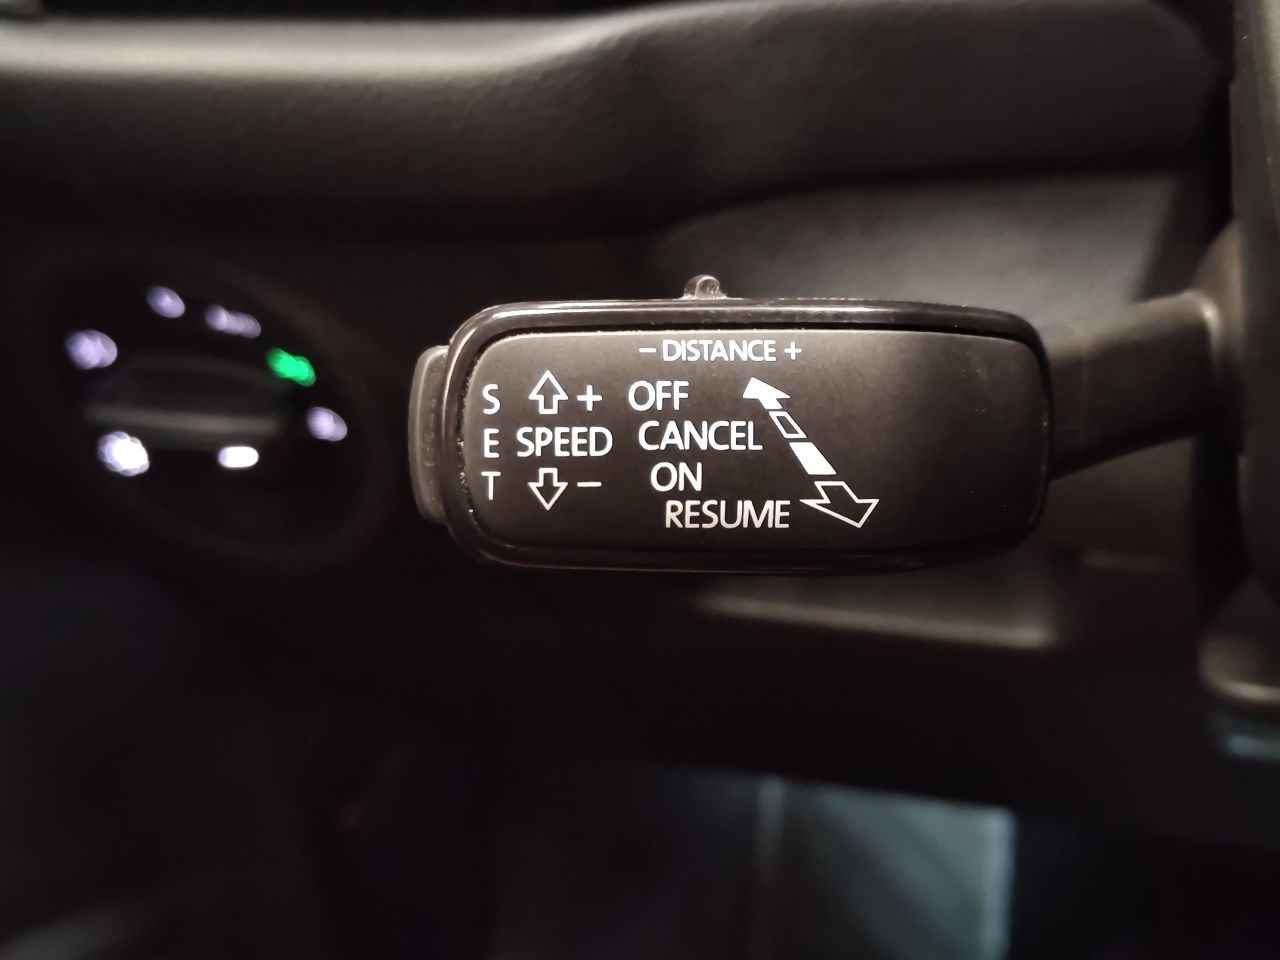 − DISTANCE +
S + OFF
E SPEED CANCEL
T − ON
RESUME